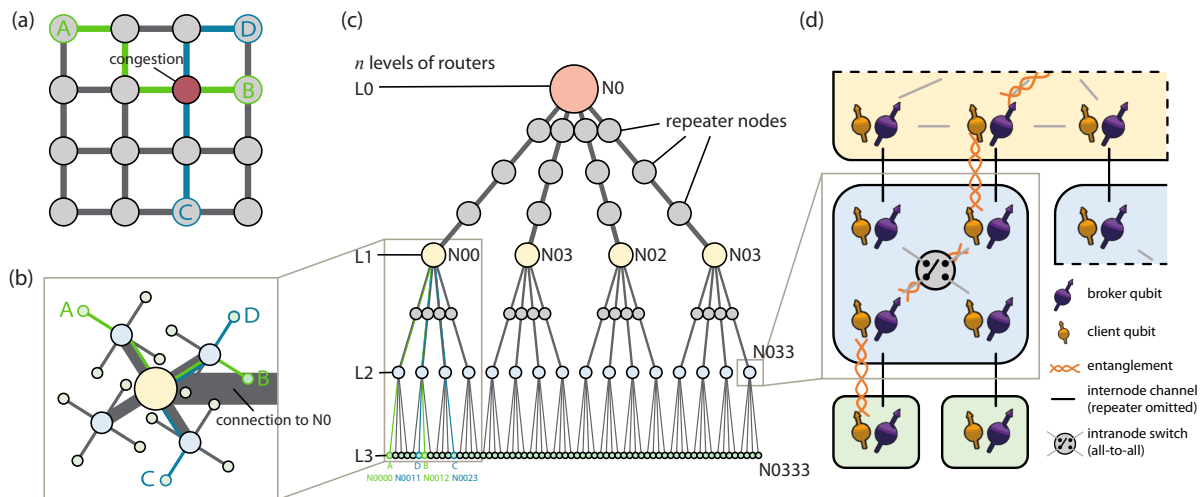 (a)
A
D
congestion
B
C
(b)
A
D
B
connection to N0
C
(c)
n levels of routers
L0
N0
repeater nodes
L1
N00
N03
N02
N03
L2
N033
L3
A
D
B
C
N0000
N0011
N0012
N0023
N0333
(d)
broker qubit
client qubit
entanglement
internode channel
(repeater omitted)
intranode switch
(all-to-all)